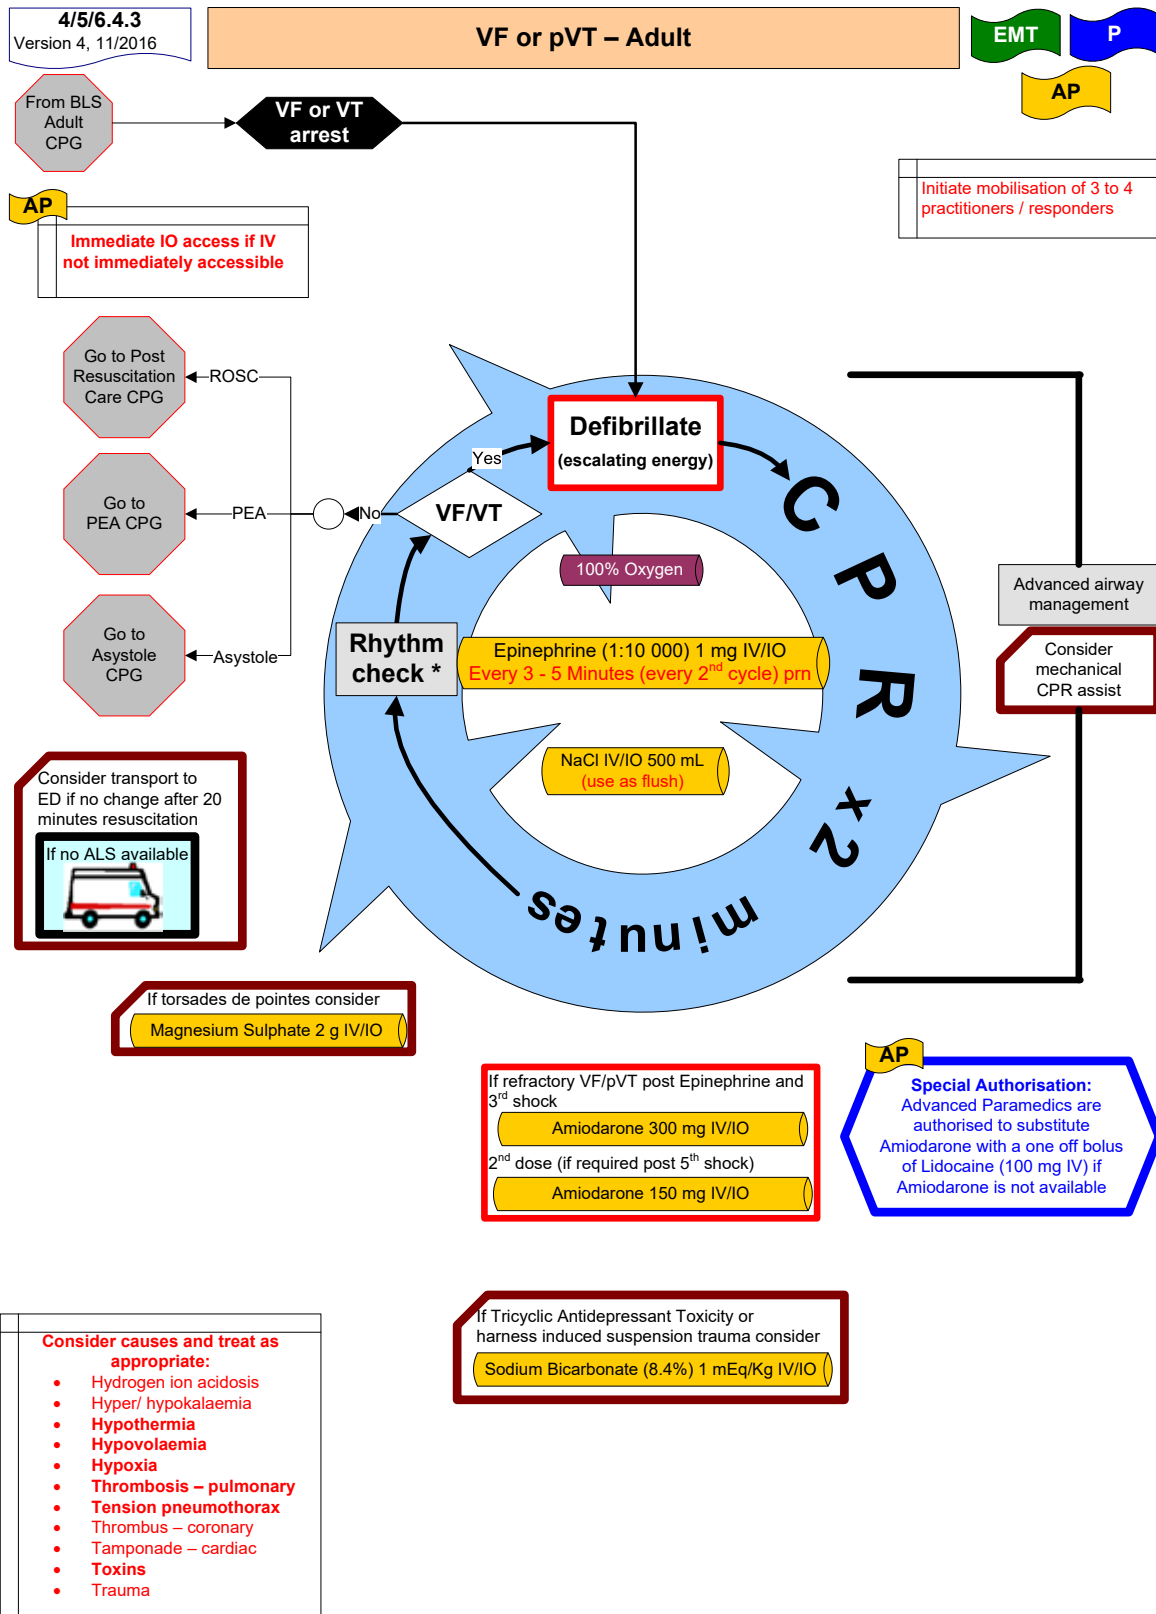 4/5/6.4.3
Version 4, 11/2016
VF or pVT – Adult
EMT
P
AP
From BLS
Adult
CPG
VF or VT
arrest
Initiate mobilisation of 3 to 4
practitioners / responders
AP
Immediate IO access if IV
not immediately accessible
Go to Post
Resuscitation
Care CPG
ROSC
Defibrillate
(escalating energy)
Yes
VF/VT
No
Go to
PEA CPG
PEA
CPR x2 minutes
100% Oxygen
Advanced airway
management
Consider
mechanical
CPR assist
Go to
Asystole
CPG
Asystole
Rhythm
check *
Epinephrine (1:10 000) 1 mg IV/IO
Every 3 - 5 Minutes (every 2nd cycle) prn
NaCl IV/IO 500 mL
(use as flush)
Consider transport to
ED if no change after 20
minutes resuscitation
If no ALS available
If torsades de pointes consider
Magnesium Sulphate 2 g IV/IO
If refractory VF/pVT post Epinephrine and
3rd shock
Amiodarone 300 mg IV/IO
2nd dose (if required post 5th shock)
Amiodarone 150 mg IV/IO
AP
Special Authorisation:
Advanced Paramedics are
authorised to substitute
Amiodarone with a one off bolus
of Lidocaine (100 mg IV) if
Amiodarone is not available
If Tricyclic Antidepressant Toxicity or
harness induced suspension trauma consider
Sodium Bicarbonate (8.4%) 1 mEq/Kg IV/IO
Consider causes and treat as
appropriate:
• Hydrogen ion acidosis
• Hyper/ hypokalaemia
• Hypothermia
• Hypovolaemia
• Hypoxia
• Thrombosis – pulmonary
• Tension pneumothorax
• Thrombus – coronary
• Tamponade – cardiac
• Toxins
• Trauma